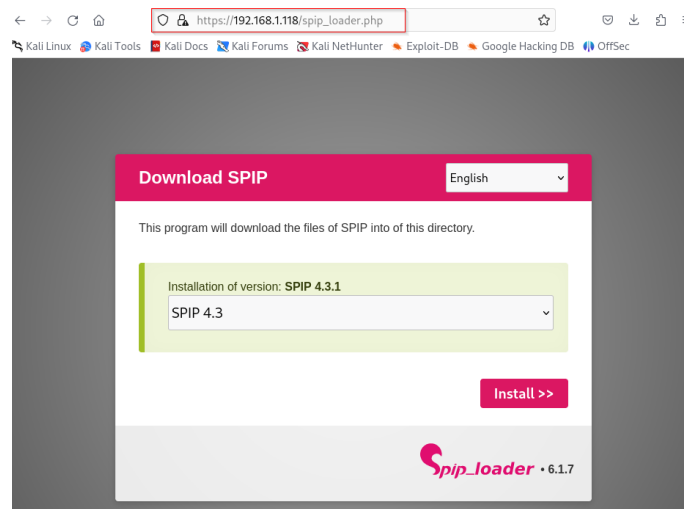 https://192.168.1.118/spip_loader.php
Kali Linux Kali Tools Kali Docs Kali Forums Kali NetHunter Exploit-DB Google Hacking DB OffSec
Download SPIP English
This program will download the files of SPIP into of this directory.
Installation of version: SPIP 4.3.1
SPIP 4.3
Install >>
Spip_loader • 6.1.7